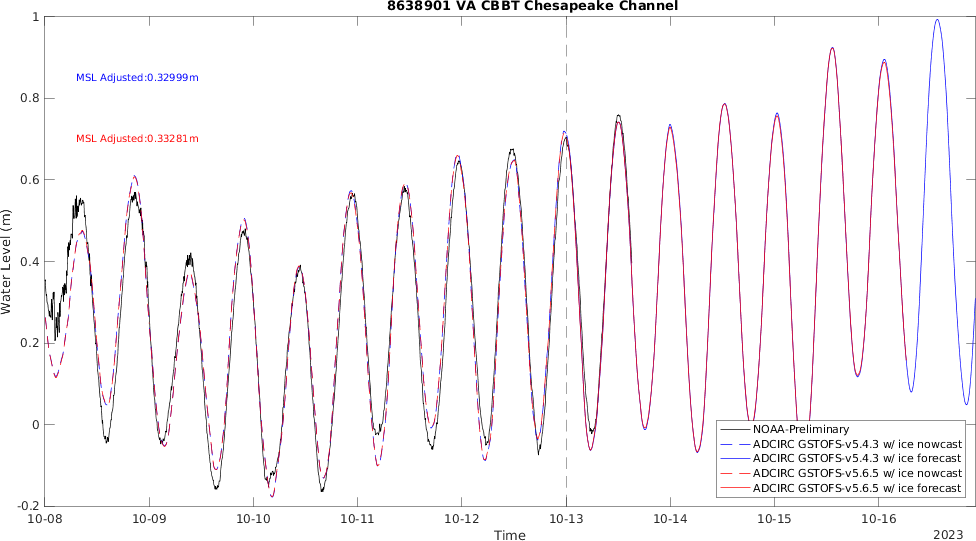 8638901 VA CBBT Chesapeake Channel
1
MSL Adjusted:0.32999m
0.8
MSL Adjusted:0.33281m
0.6
Water Level (m)
0.4
0.2
0
NOAA-Preliminary
ADCIRC GSTOFS-v5.4.3 w/ ice nowcast
ADCIRC GSTOFS-v5.4.3 w/ ice forecast
ADCIRC GSTOFS-v5.6.5 w/ ice nowcast
ADCIRC GSTOFS-v5.6.5 w/ ice forecast
-0.2
10-08 10-09 10-10 10-11 10-12 10-13 10-14 10-15 10-16
Time
2023